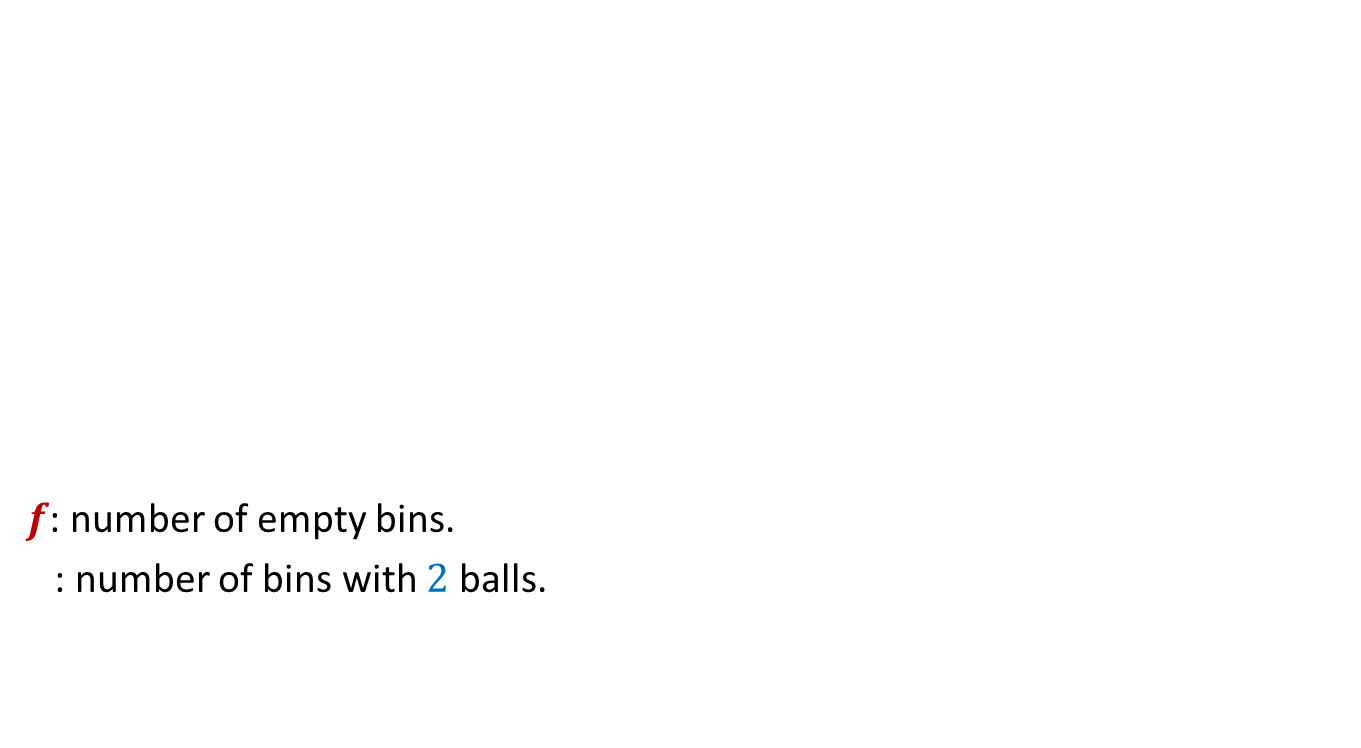 f: number of empty bins.
: number of bins with 2 balls.